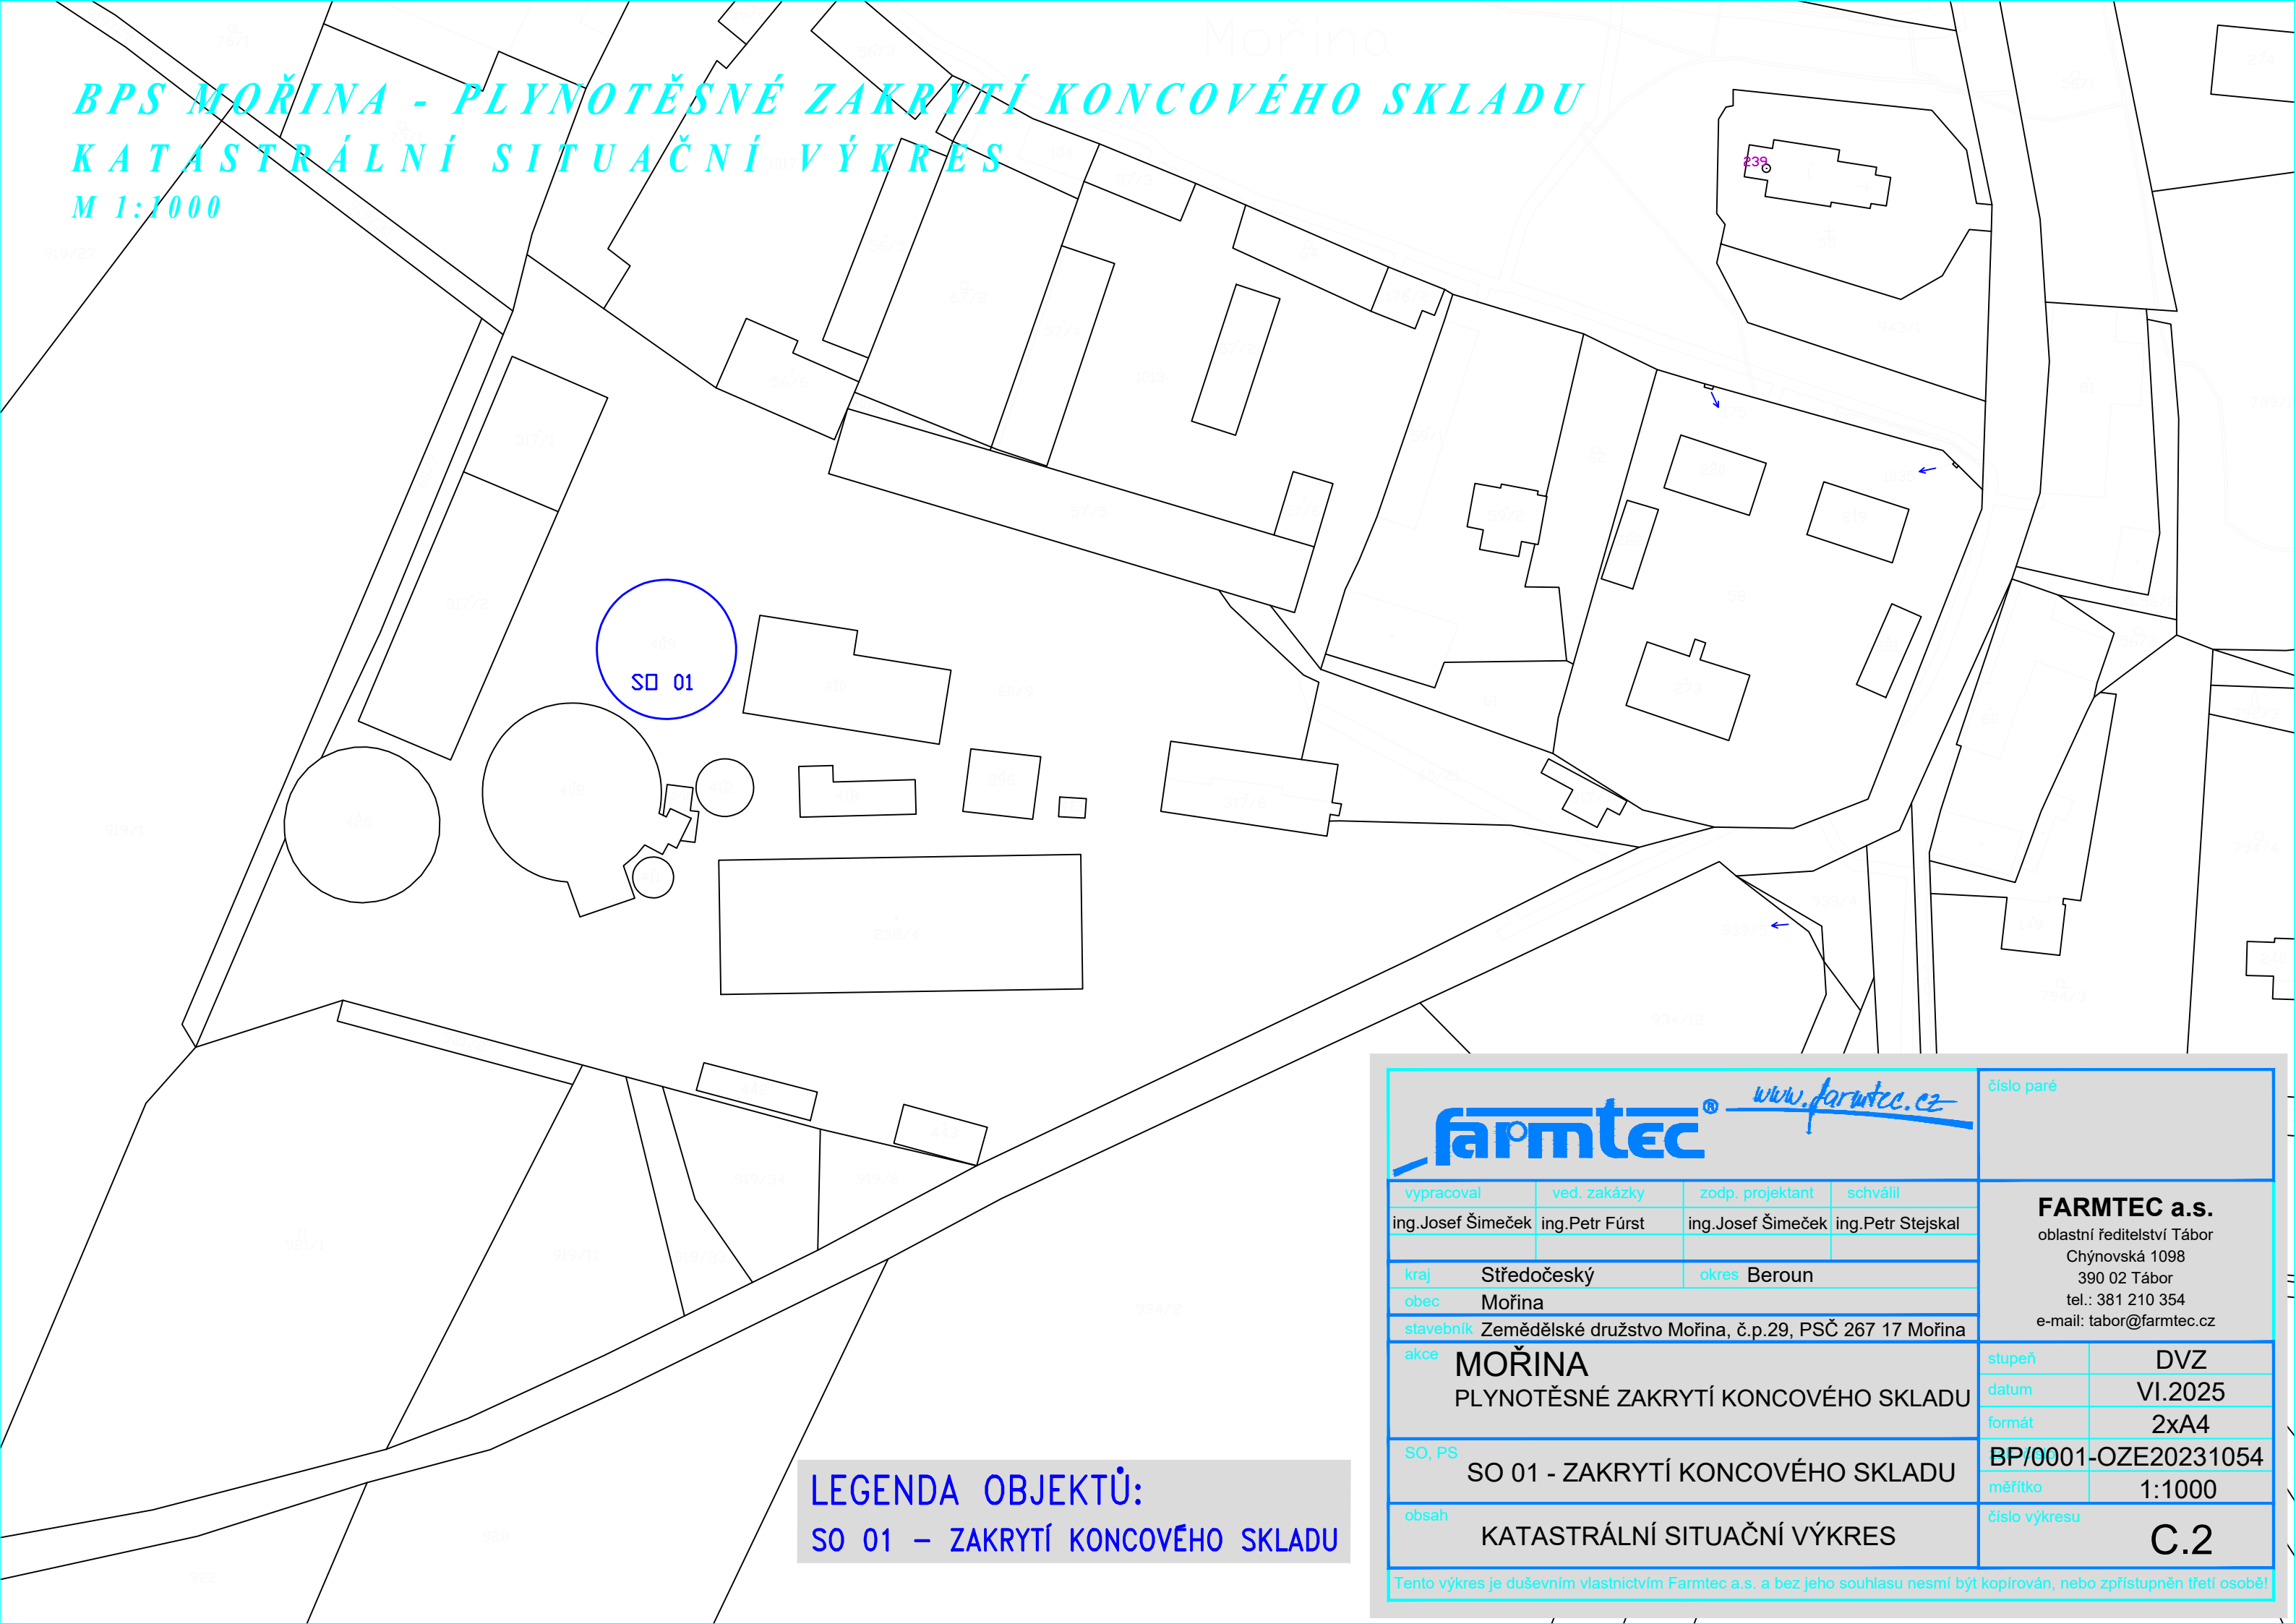 BPS MOŘINA - PLYNOTĚSNÉ ZAKRYTÍ KONCOVÉHO SKLADU
KATASTRÁLNÍ SITUAČNÍ VÝKRES
M 1:1000
Mořina
239
SO 01
LEGENDA OBJEKTŮ:
SO 01 – ZAKRYTÍ KONCOVÉHO SKLADU
farmtec®
www.farmtec.cz
číslo paré
vypracoval ved. zakázky zodp. projektant schválil
ing.Josef Šimeček ing.Petr Fúrst ing.Josef Šimeček ing.Petr Stejskal
FARMTEC a.s.
oblastní ředitelství Tábor
Chýnovská 1098
390 02 Tábor
tel.: 381 210 354
e-mail: tabor@farmtec.cz
kraj Středočeský okres Beroun
obec Mořina
stavebník Zemědělské družstvo Mořina, č.p.29, PSČ 267 17 Mořina
akce MOŘINA
PLYNOTĚSNÉ ZAKRYTÍ KONCOVÉHO SKLADU
stupeň DVZ
datum VI.2025
formát 2xA4
BP/0001-OZE20231054
měřítko 1:1000
SO, PS SO 01 - ZAKRYTÍ KONCOVÉHO SKLADU
obsah KATASTRÁLNÍ SITUAČNÍ VÝKRES
číslo výkresu C.2
Tento výkres je duševním vlastnictvím Farmtec a.s. a bez jeho souhlasu nesmí být kopírován, nebo zpřístupněn třetí osobě!